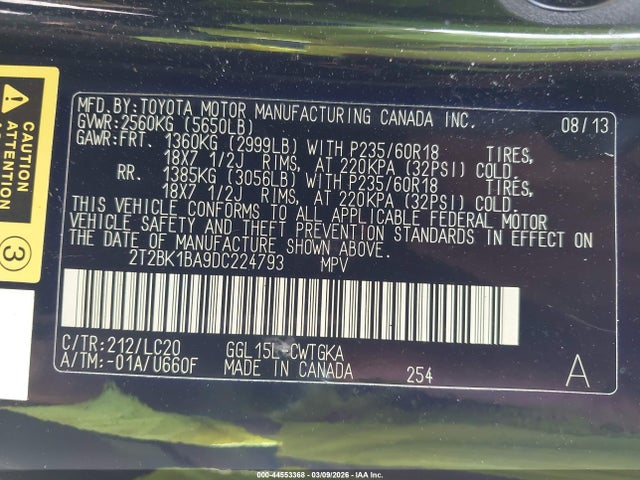 MFD.BY:TOYOTA MOTOR MANUFACTURING CANADA INC. 08/13
GVWR:2560KG (5650LB)
GAWR:FRT. 1360KG (2999LB) WITH P235/60R18 TIRES,
18X7 1/2J RIMS, AT 220KPA (32PSI) COLD.
RR. 1385KG (3056LB) WITH P235/60R18 TIRES,
18X7 1/2J RIMS, AT 220KPA (32PSI) COLD.
THIS VEHICLE CONFORMS TO ALL APPLICABLE FEDERAL MOTOR
VEHICLE SAFETY AND THEFT PREVENTION STANDARDS IN EFFECT ON
THE DATE OF MANUFACTURE SHOWN ABOVE.
2T2BK1BA9DC224793 MPV
C/TR:212/LC20 GGL15L-CWTGKA
A/TM:-01A/U660F MADE IN CANADA 254 A
3
000-44553368 - 03/09/2026 - IAA Inc.